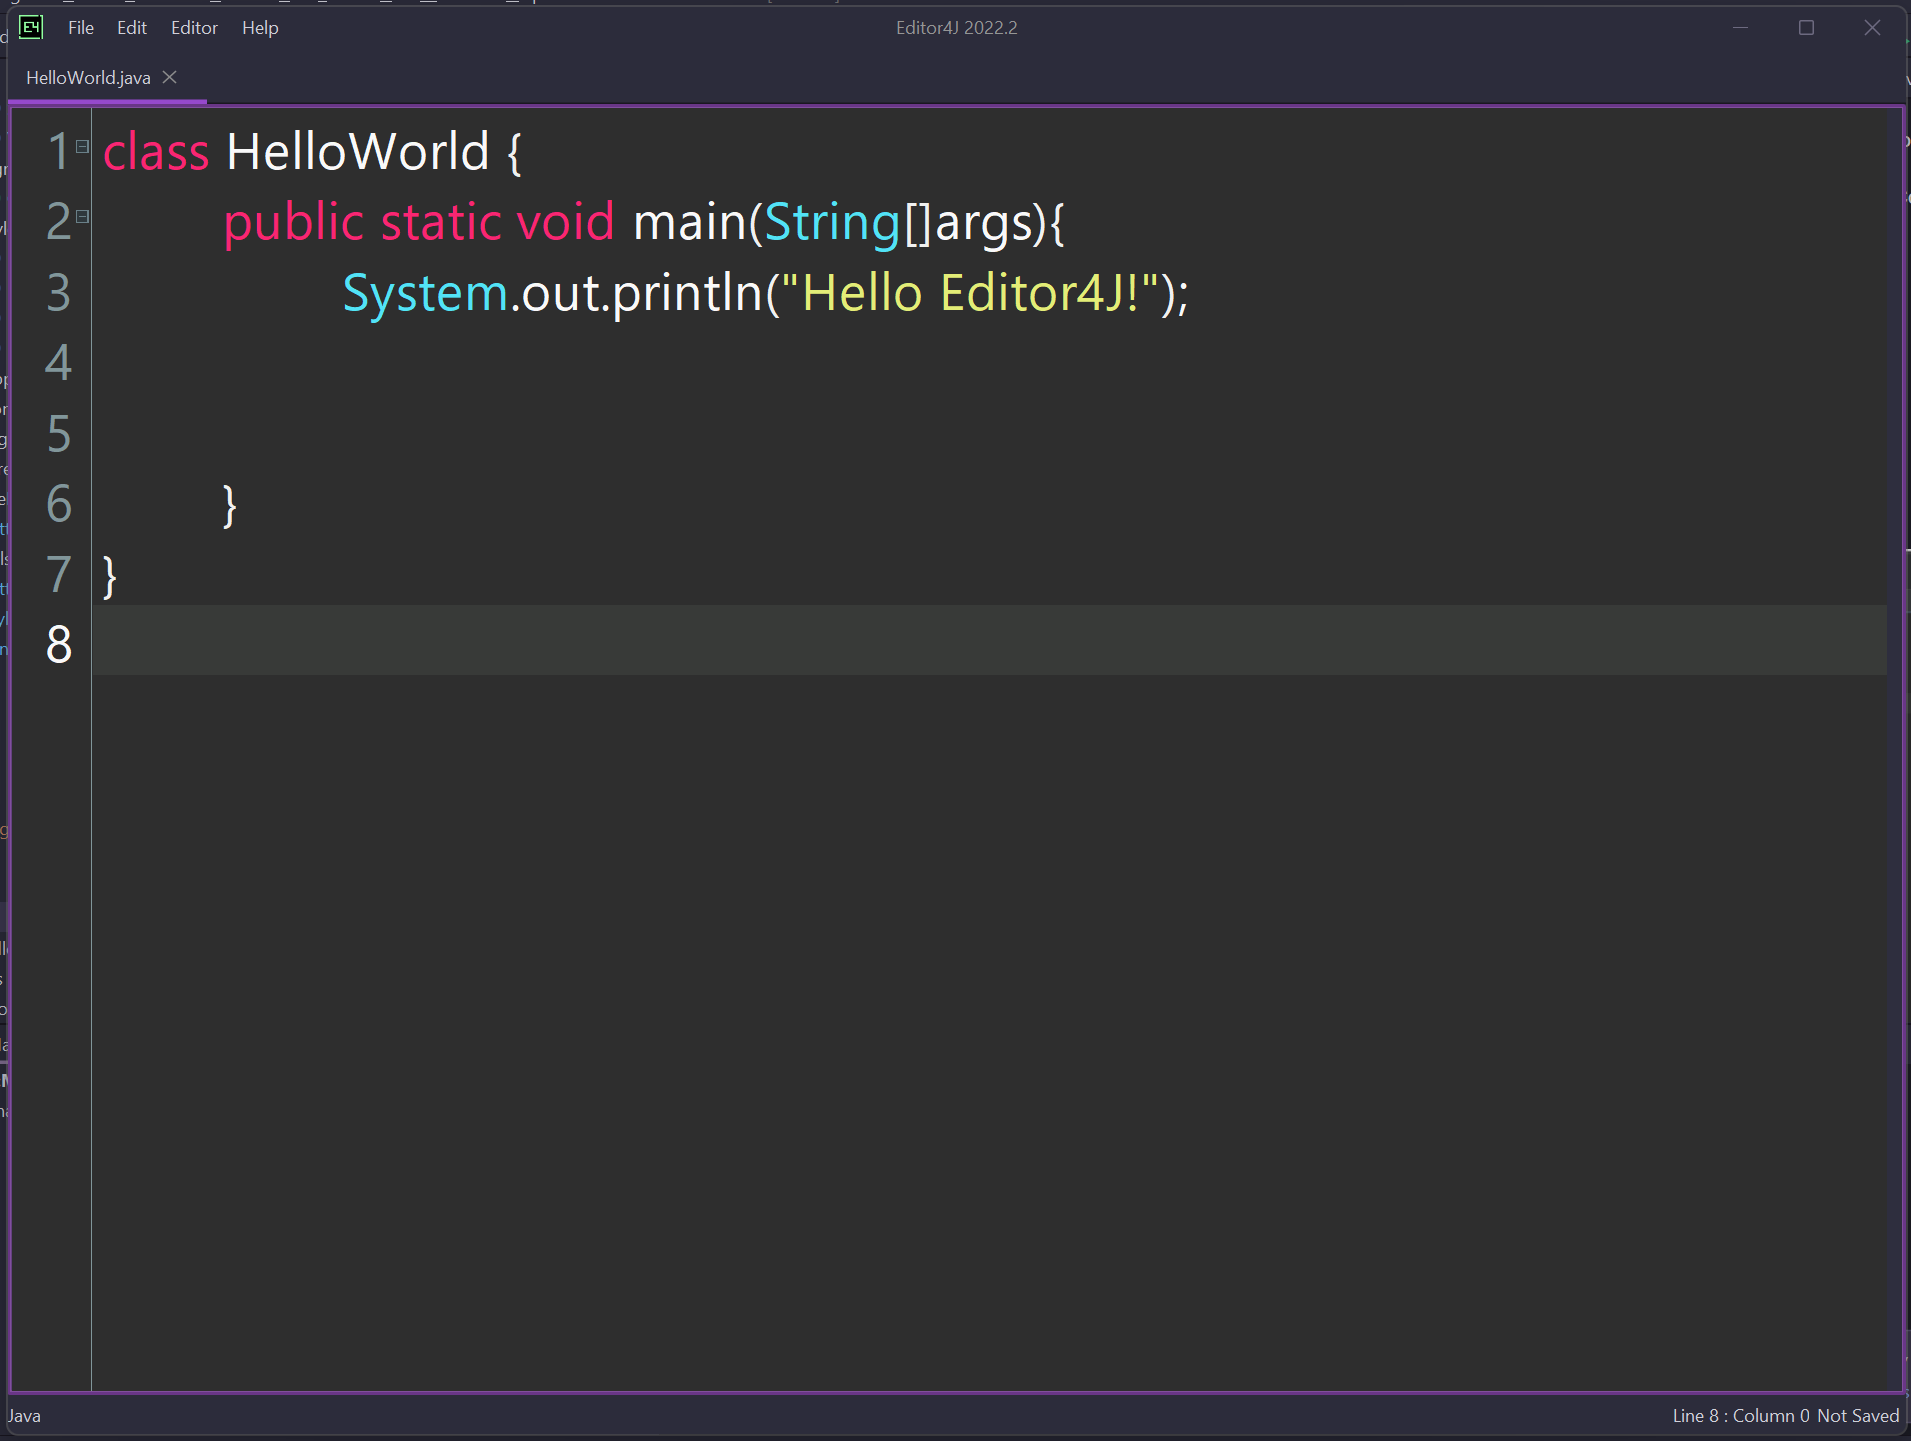 E4 File Edit Editor Help Editor4J 2022.2
HelloWorld.java
1 class HelloWorld {
2 public static void main(String[]args){
3 System.out.println("Hello Editor4J!");
4
5
6 }
7 }
8
Java Line 8 : Column 0 Not Saved